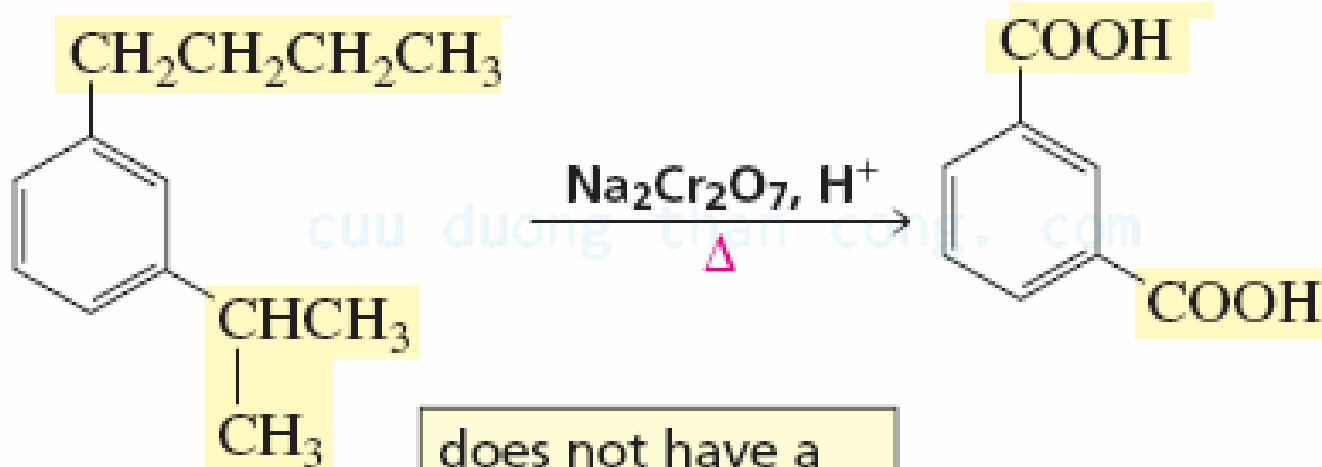 CH₂CH₂CH₂CH₃
COOH
Na₂Cr₂O₇, H⁺
cuu duong than cong. com
Δ
CHCH₃
COOH
CH₃
does not have a